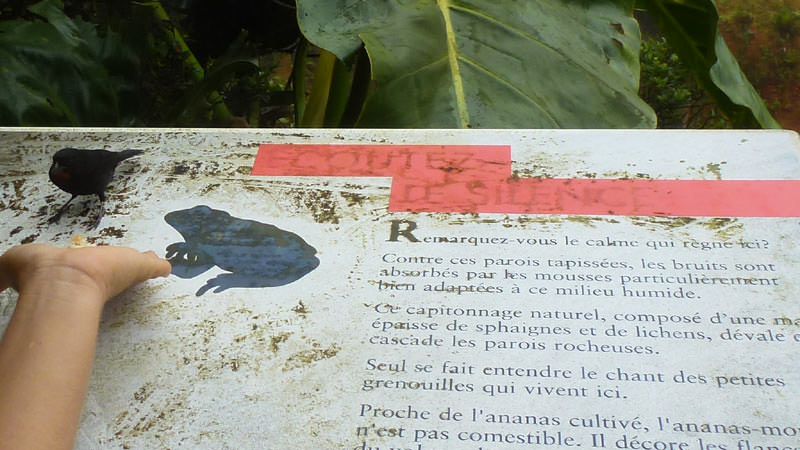 ECOUTEZ
LE SILENCE
Remarquez-vous le calme qui règne ici?
Contre ces parois tapissées, les bruits sont
absorbés par les mousses particulièrement
bien adaptées à ce milieu humide.
Ce capitonnage naturel, composé d'une
épaisse de sphaignes et de lichens, dévale
cascade les parois rocheuses.
Seul se fait entendre le chant des petites
grenouilles qui vivent ici.
Proche de l'ananas cultivé, l'ananas-mo
n'est pas comestible. Il décore les flancs
du